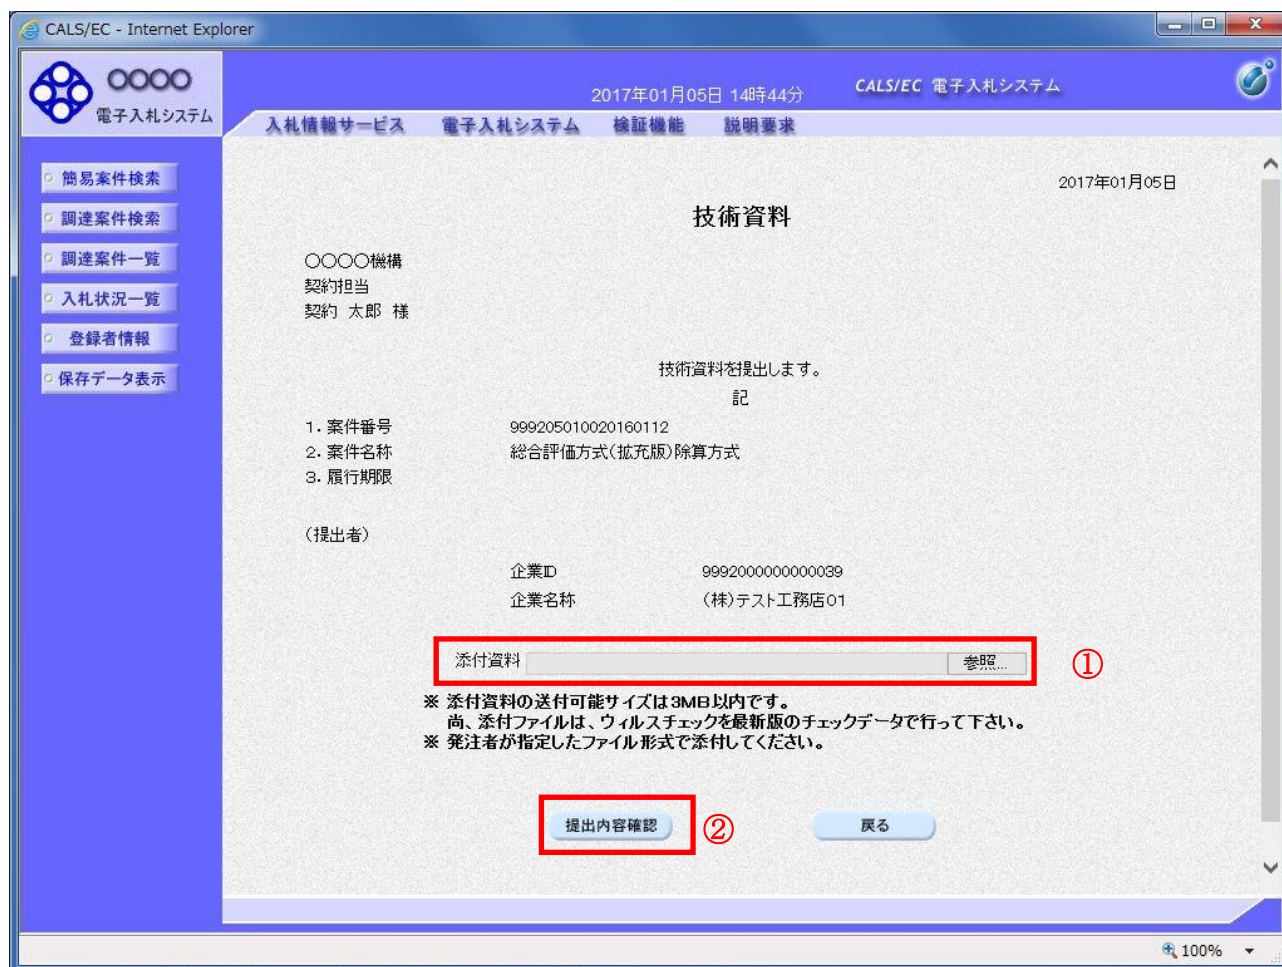 CALS/EC - Internet Explorer
〇〇〇〇
電子入札システム
2017年01月05日 14時44分
CALS/EC 電子入札システム
入札情報サービス 電子入札システム 検証機能 説明要求
簡易案件検索
調達案件検索
調達案件一覧
入札状況一覧
登録者情報
保存データ表示
2017年01月05日
技術資料
〇〇〇〇機構
契約担当
契約 太郎 様
技術資料を提出します。
記
1. 案件番号 999205010020160112
2. 案件名称 総合評価方式(拡充版)除算方式
3. 履行期限
(提出者)
企業ID 9992000000000039
企業名称 (株)テスト工務店01
添付資料 参照... ①
※ 添付資料の送付可能サイズは3MB以内です。
尚、添付ファイルは、ウィルスチェックを最新版のチェックデータで行って下さい。
※ 発注者が指定したファイル形式で添付してください。
提出内容確認 ② 戻る
100%